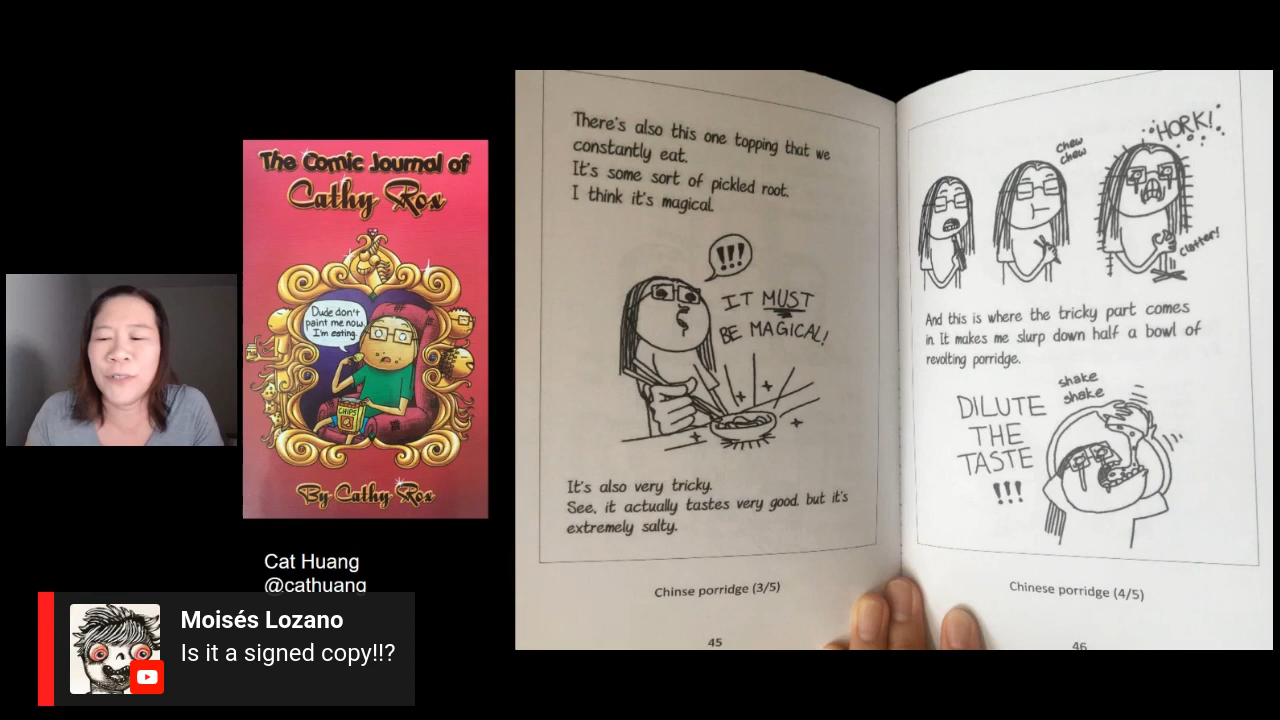 The Comic Journal of
Cathy Rox
Dude don't
paint me now.
I'm eating.
CHIPS
By Cathy Rox
Cat Huang
@cathuang
Moisés Lozano
Is it a signed copy!!?
There's also this one topping that we
constantly eat.
It's some sort of pickled root.
I think it's magical.
!!!
IT MUST
BE MAGICAL!
It's also very tricky.
See, it actually tastes very good, but it's
extremely salty.
Chinse porridge (3/5)
45
chew
chew
HORK!
clatter!
And this is where the tricky part comes
in. It makes me slurp down half a bowl of
revolting porridge.
shake
shake
DILUTE
THE
TASTE
!!!
Chinese porridge (4/5)
46